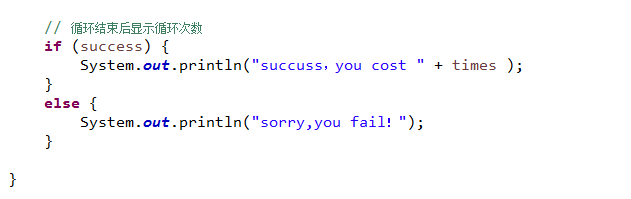 // 循环结束后显示循环次数
if (success) {
System.out.println("succuss，you cost " + times );
}
else {
System.out.println("sorry,you fail！");
}
}